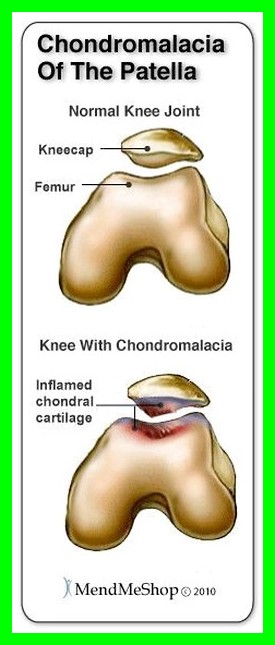 Chondromalacia
Of The Patella
Normal Knee Joint
Kneecap
Femur
Knee With Chondromalacia
Inflamed
chondral
cartilage
MendMeShop © 2010